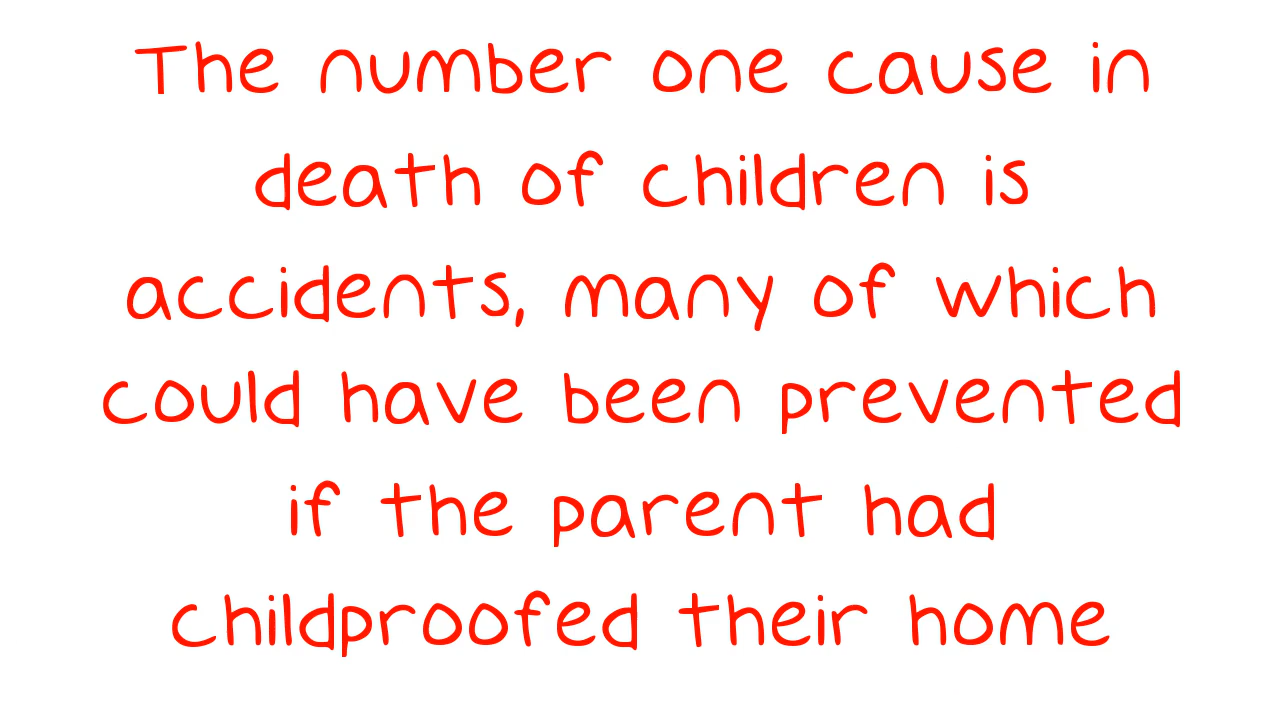 The number one cause in
death of children is
accidents, many of which
could have been prevented
if the parent had
childproofed their home